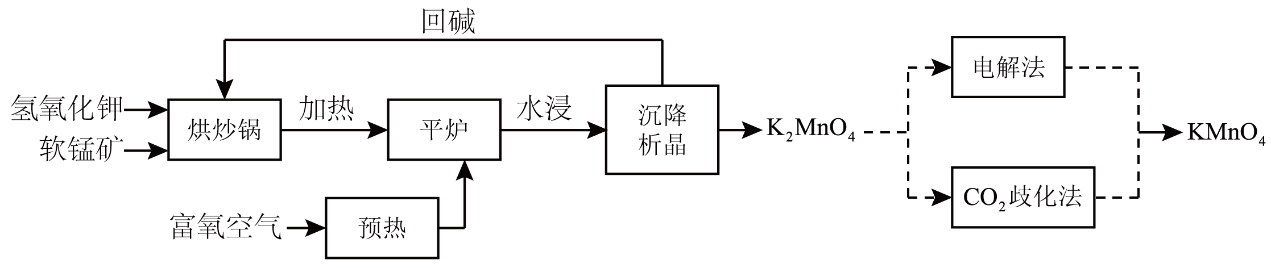 回碱
氢氧化钾
软锰矿
烘炒锅
加热
平炉
水浸
沉降
析晶
K₂MnO₄
电解法
CO₂歧化法
KMnO₄
富氧空气
预热